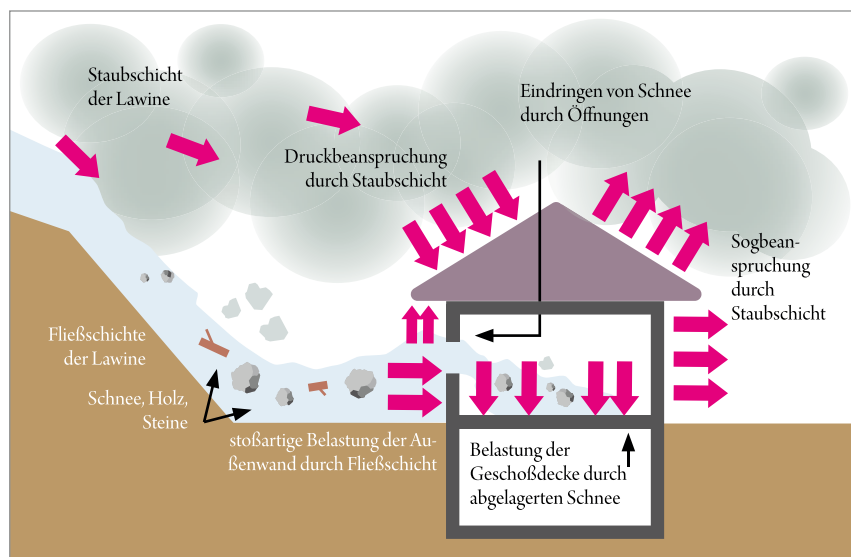 Staubschicht
der Lawine
Eindringen von Schnee
durch Öffnungen
Druckbeanspruchung
durch Staubschicht
Sogbean-
spruchung
durch
Staubschicht
Fließschichte
der Lawine
Schnee, Holz,
Steine
stoßartige Belastung der Au-
ßenwand durch Fließschicht
Belastung der
Geschoßdecke durch
abgelagerten Schnee